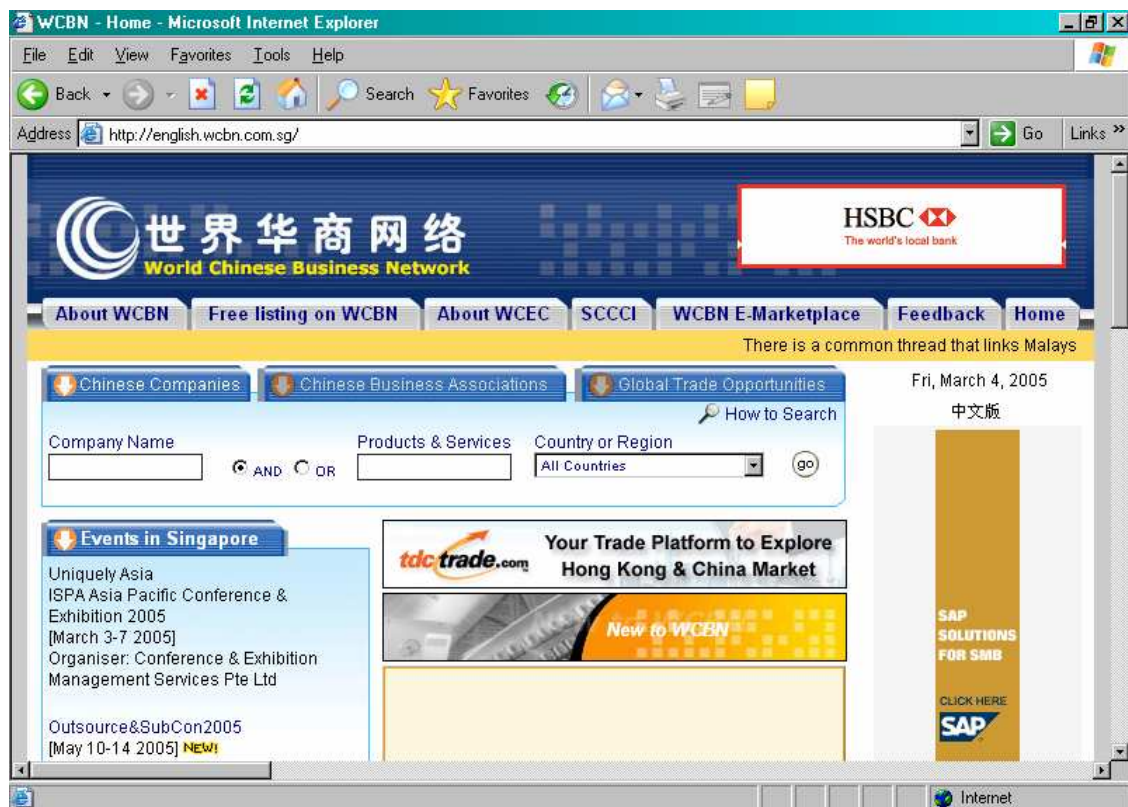 WCBN - Home - Microsoft Internet Explorer
File Edit View Favorites Tools Help
Back Search Favorites
Address http://english.wcbn.com.sg/ Go Links »
世界华商网络
World Chinese Business Network
HSBC
The world's local bank
About WCBN Free listing on WCBN About WCEC SCCCI WCBN E-Marketplace Feedback Home
There is a common thread that links Malays
Chinese Companies Chinese Business Associations Global Trade Opportunities
How to Search
Company Name Products & Services Country or Region
AND OR All Countries go
Fri, March 4, 2005
中文版
Events in Singapore
Uniquely Asia
ISPA Asia Pacific Conference &
Exhibition 2005
[March 3-7 2005]
Organiser: Conference & Exhibition
Management Services Pte Ltd
Outsource&SubCon2005
[May 10-14 2005] NEW!
tdctrade.com
Your Trade Platform to Explore
Hong Kong & China Market
New to WCBN
SAP
SOLUTIONS
FOR SMB
CLICK HERE
SAP
Internet